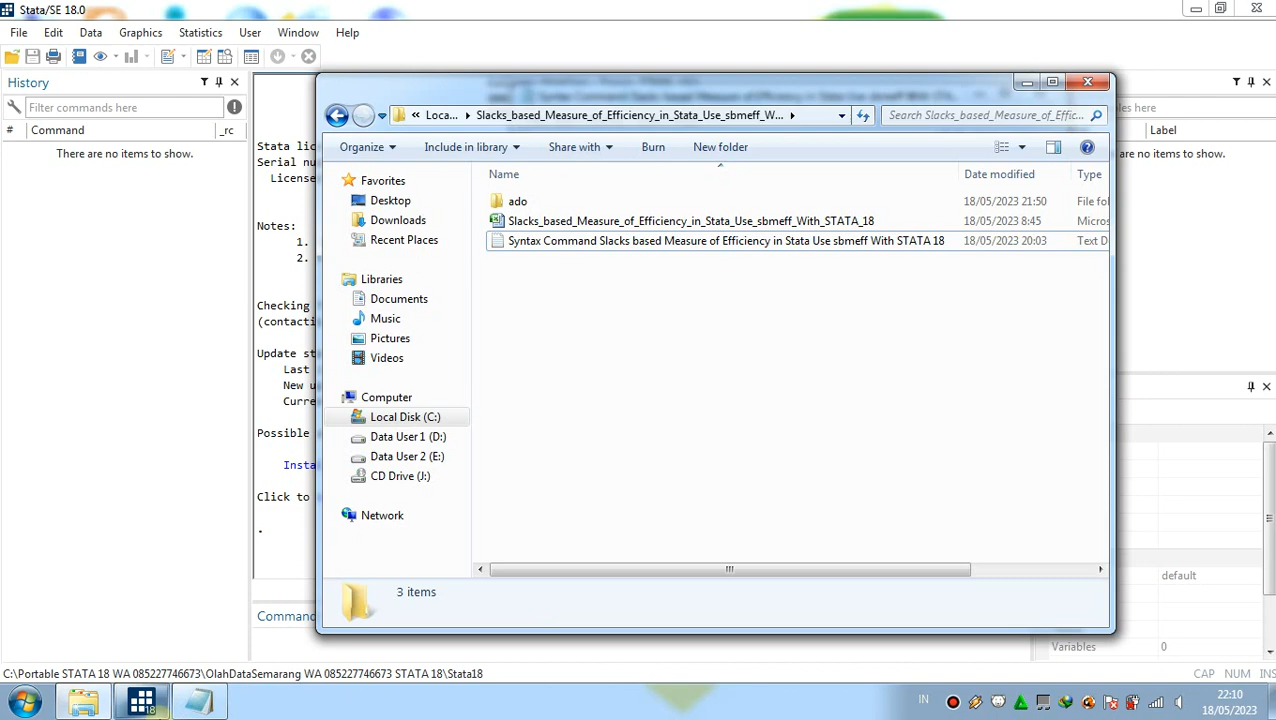 Stata/SE 18.0
File Edit Data Graphics Statistics User Window Help
History
Filter commands here
# Command _rc
There are no items to show.
Stata lic
Serial nu
License
Notes:
1.
2.
Checking
(contacti
Update st
Last
New u
Curre
Possible
Insta
Click to
.
Comman
Loca... Slacks_based_Measure_of_Efficiency_in_Stata_Use_sbmeff_W...
Search Slacks_based_Measure_of_Effic...
Organize Include in library Share with Burn New folder
Favorites
Desktop
Downloads
Recent Places
Libraries
Documents
Music
Pictures
Videos
Computer
Local Disk (C:)
Data User 1 (D:)
Data User 2 (E:)
CD Drive (J:)
Network
Name Date modified Type
ado 18/05/2023 21:50 File fo
Slacks_based_Measure_of_Efficiency_in_Stata_Use_sbmeff_With_STATA_18 18/05/2023 8:45 Micros
Syntax Command Slacks based Measure of Efficiency in Stata Use sbmeff With STATA 18 18/05/2023 20:03 Text D
3 items
les here
Label
are no items to show.
default
Variables 0
C:\Portable STATA 18 WA 085227746673\OlahDataSemarang WA 085227746673 STATA 18\Stata18
CAP NUM INS
18
IN
22:10
18/05/2023